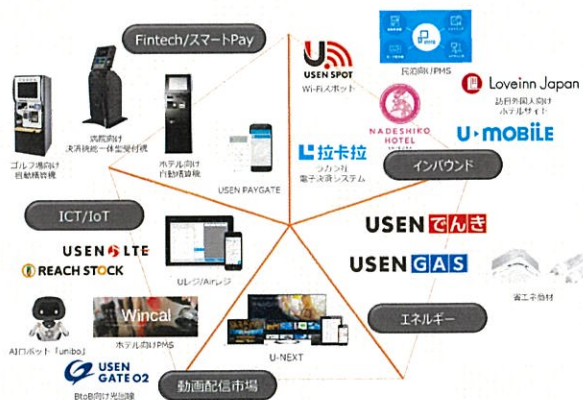 Fintech/スマートPay
ゴルフ場向け
自動精算機
病院向け
決済機能一体型受付機
ホテル向け
自動精算機
USEN PAYGATE
USEN SPOT
Wi-Fiスポット
民泊向けPMS
Loveinn Japan
訪日外国人向け
ホテルサイト
NADESHIKO
HOTEL
U-MOBILE
拉卡拉
ラカラ社
電子決済システム
インバウンド
ICT/IoT
USEN LTE
REACH STOCK
Uレジ/Airレジ
AIロボット「unibo」
Wincal
ホテル向けPMS
USEN
GATE 02
BtoB向け光回線
USEN でんき
USEN GAS
省エネ商材
エネルギー
U-NEXT
動画配信市場